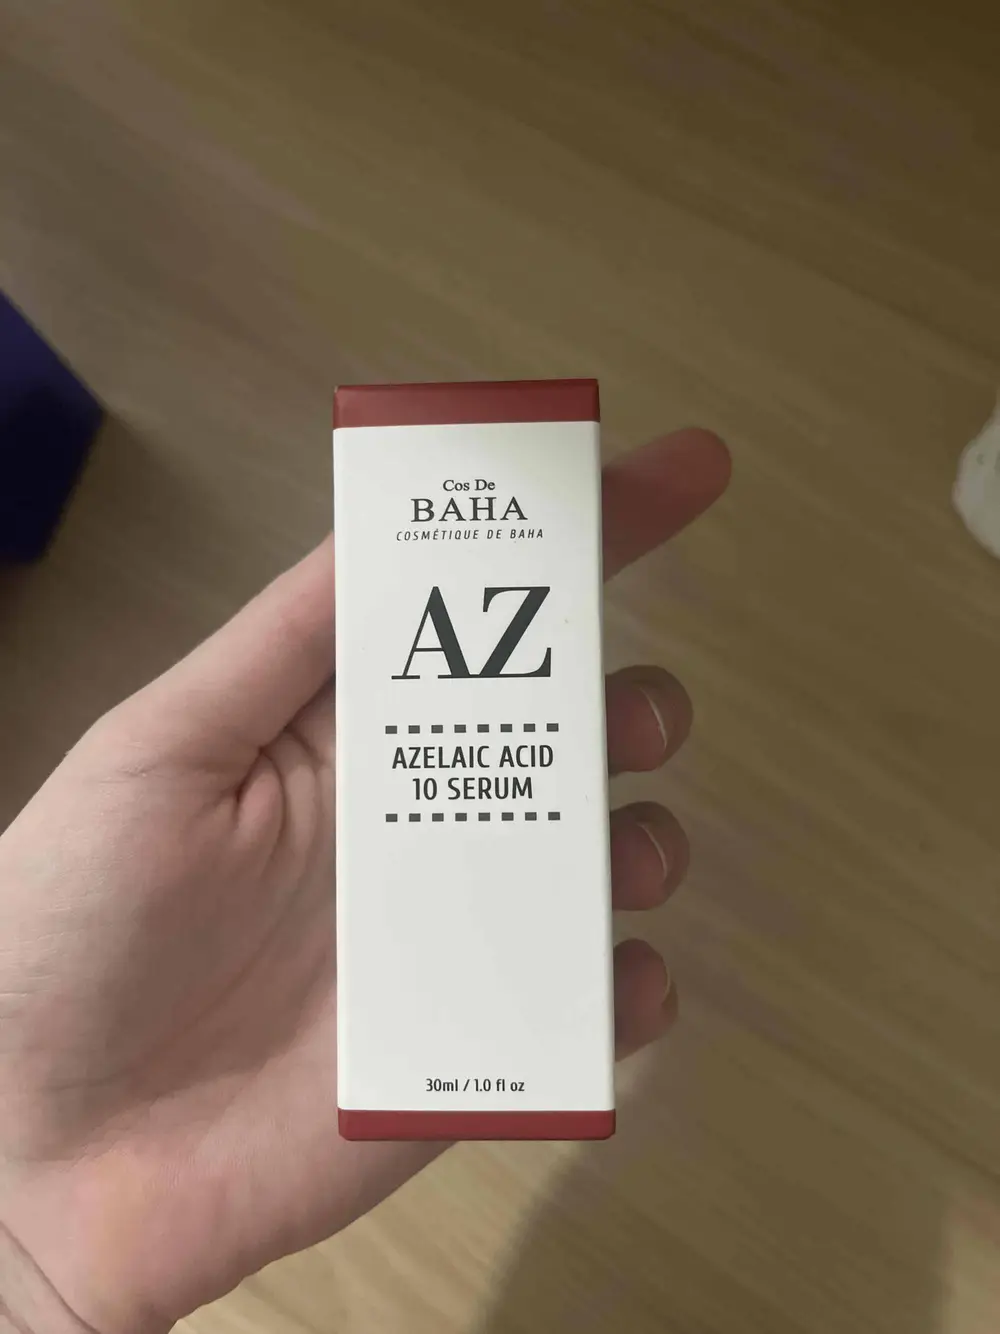 Cos De
BAHA
COSMÉTIQUE DE BAHA
AZ
AZELAIC ACID
10 SERUM
30ml / 1.0 fl oz